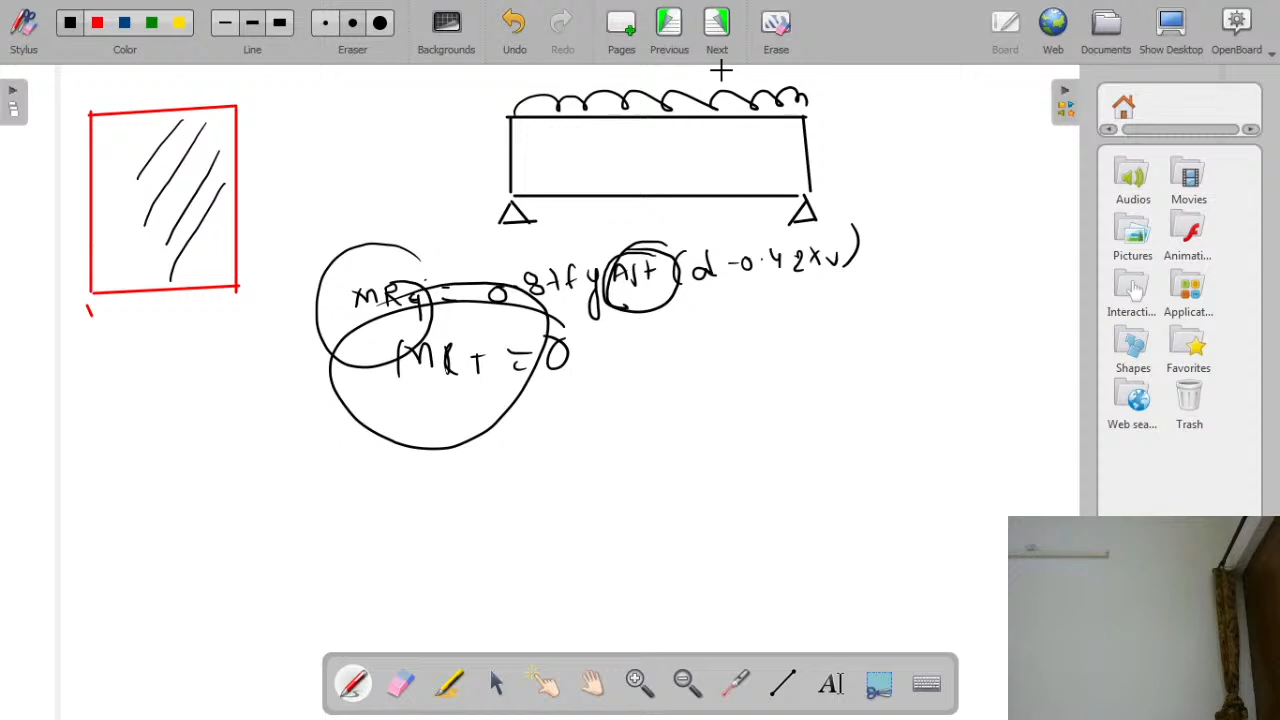 Stylus
Color
Line
Eraser
Backgrounds
Undo
Redo
Pages
Previous
Next
Erase
Board
Web
Documents
Show Desktop
OpenBoard
MRT = 0.87fy Ast (d-0.42xu)
MRT = 0
Audios
Movies
Pictures
Animati...
Interacti...
Applicat...
Shapes
Favorites
Web sea...
Trash